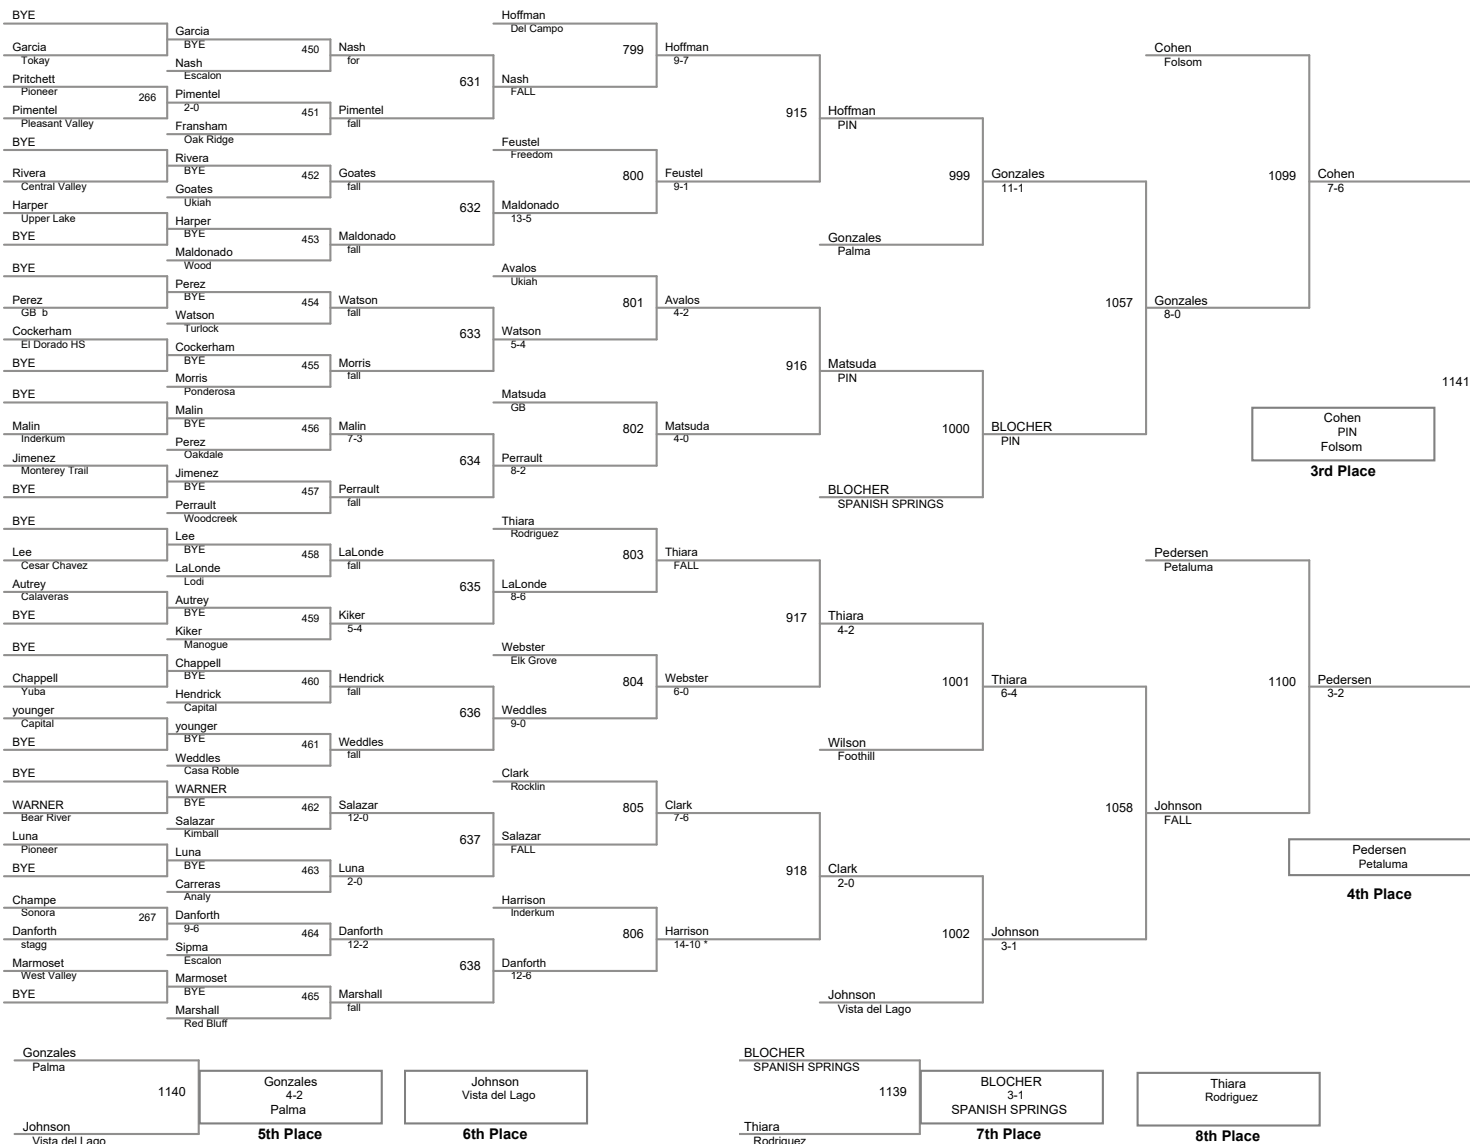 BYE
Garcia
Tokay
Pritchett
Pioneer
266
Pimentel
Pleasant Valley
BYE
Rivera
Central Valley
Harper
Upper Lake
BYE
BYE
Perez
GB b
Cockerham
El Dorado HS
BYE
BYE
Malin
Inderkum
Jimenez
Monterey Trail
BYE
BYE
Lee
Cesar Chavez
Autrey
Calaveras
BYE
BYE
Chappell
Yuba
younger
Capital
BYE
BYE
WARNER
Bear River
Luna
Pioneer
BYE
Champe
Sonora
267
Danforth
stagg
Marmoset
West Valley
BYE
Garcia
BYE
450
Nash
Escalon
Pimentel
2-0
451
Fransham
Oak Ridge
Rivera
BYE
452
Goates
Ukiah
Harper
BYE
453
Maldonado
Wood
Perez
BYE
454
Watson
Turlock
Cockerham
BYE
455
Morris
Ponderosa
Malin
BYE
456
Perez
Oakdale
Jimenez
BYE
457
Perrault
Woodcreek
Lee
BYE
458
LaLonde
Lodi
Autrey
BYE
459
Kiker
Manogue
Chappell
BYE
460
Hendrick
Capital
younger
BYE
461
Weddles
Casa Roble
WARNER
BYE
462
Salazar
Kimball
Luna
BYE
463
Carreras
Analy
Danforth
9-6
464
Sipma
Escalon
Marmoset
BYE
465
Marshall
Red Bluff
Nash
for
631
Pimentel
fall
Goates
fall
632
Maldonado
fall
Watson
fall
633
Morris
fall
Malin
7-3
634
Perrault
fall
LaLonde
fall
635
Kiker
5-4
Hendrick
fall
636
Weddles
fall
Salazar
12-0
637
Luna
2-0
Danforth
12-2
638
Marshall
fall
Hoffman
Del Campo
799
Nash
FALL
Feustel
Freedom
800
Maldonado
13-5
Avalos
Ukiah
801
Watson
5-4
Matsuda
GB
802
Perrault
8-2
Thiara
Rodriguez
803
LaLonde
8-6
Webster
Elk Grove
804
Weddles
9-0
Clark
Rocklin
805
Salazar
FALL
Harrison
Inderkum
806
Danforth
12-6
Hoffman
9-7
915
Feustel
9-1
Avalos
4-2
916
Matsuda
4-0
Thiara
FALL
917
Webster
6-0
Clark
7-6
918
Harrison
14-10 *
Hoffman
PIN
999
Gonzales
Palma
Matsuda
PIN
1000
BLOCHER
SPANISH SPRINGS
Thiara
4-2
1001
Wilson
Foothill
Clark
2-0
1002
Johnson
Vista del Lago
Gonzales
11-1
1057
BLOCHER
PIN
Thiara
6-4
1058
Johnson
3-1
Cohen
Folsom
1099
Gonzales
8-0
Pedersen
Petaluma
1100
Johnson
FALL
Cohen
7-6
1141
Pedersen
3-2
Cohen
PIN
Folsom
3rd Place
Pedersen
Petaluma
4th Place
Gonzales
Palma
1140
Johnson
Vista del Lago
Gonzales
4-2
Palma
5th Place
Johnson
Vista del Lago
6th Place
BLOCHER
SPANISH SPRINGS
1139
Thiara
Rodriguez
BLOCHER
3-1
SPANISH SPRINGS
7th Place
Thiara
Rodriguez
8th Place